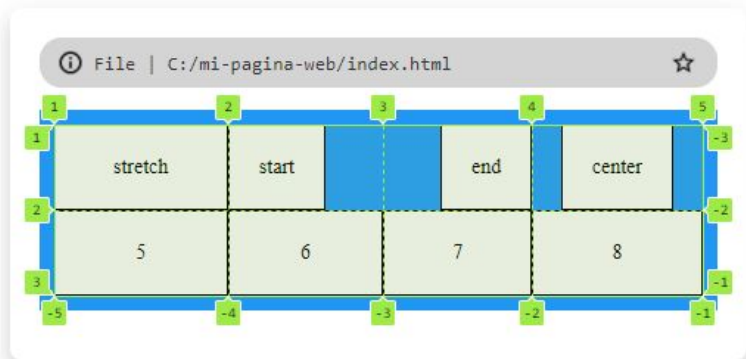 File | C:/mi-pagina-web/index.html
1 2 3 4 5
1 -3
stretch start end center
2 -2
5 6 7 8
3 -1
-5 -4 -3 -2 -1